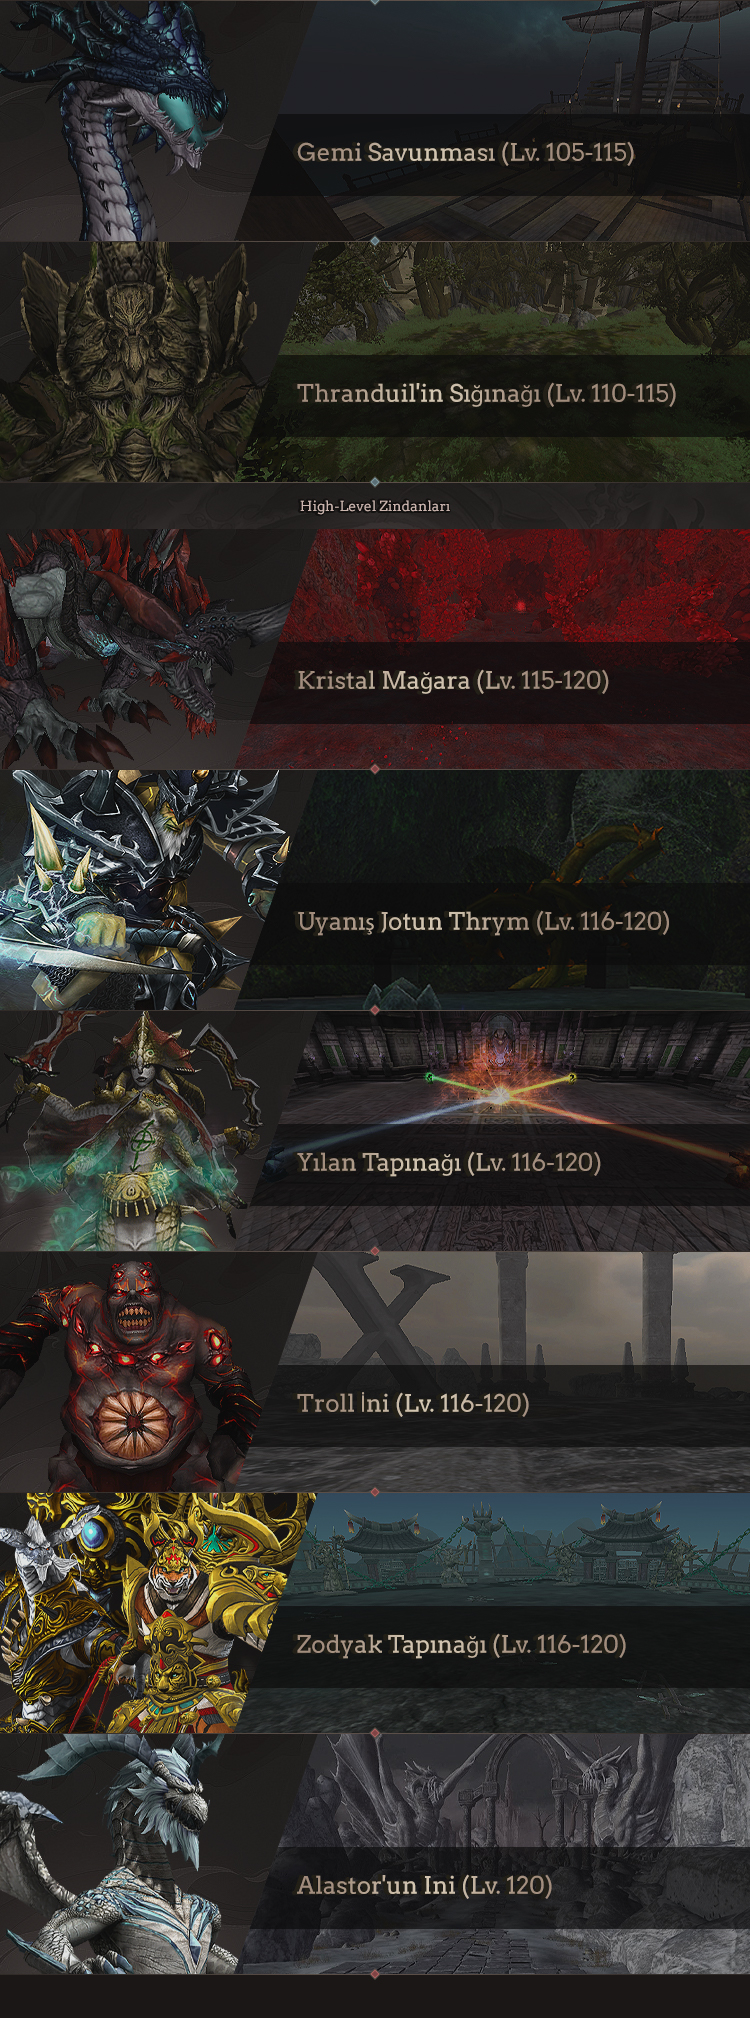 Gemi Savunması (Lv. 105-115)
Thranduil'in Sığınağı (Lv. 110-115)
High-Level Zindanları
Kristal Mağara (Lv. 115-120)
Uyanış Jotun Thrym (Lv. 116-120)
Yılan Tapınağı (Lv. 116-120)
Troll İni (Lv. 116-120)
Zodyak Tapınağı (Lv. 116-120)
Alastor'un Ini (Lv. 120)